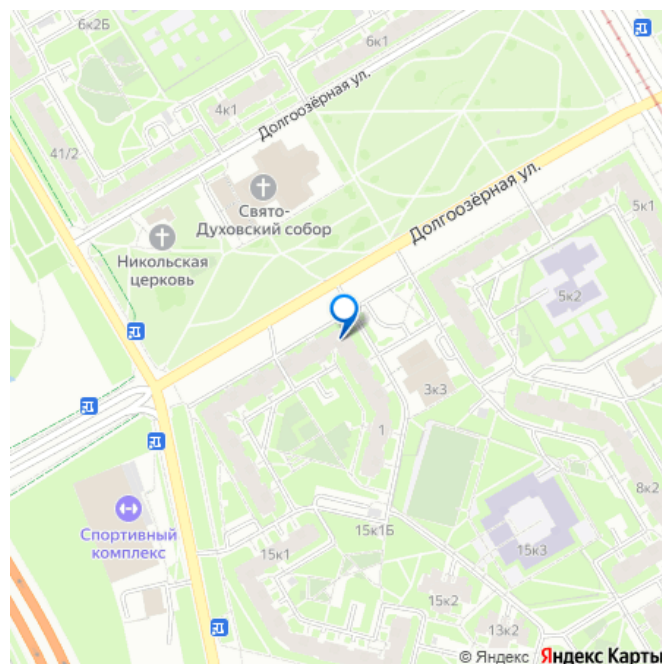 6к2Б
6к1
4к1
Долгоозёрная ул.
41/2
Свято-
Духовский собор
Долгоозёрная ул.
5к1
Никольская
церковь
5к2
3к3
1
8к2
Спортивный
комплекс
15к1Б
15к1
15к3
15к2
13к2
© Яндекс Яндекс Карты